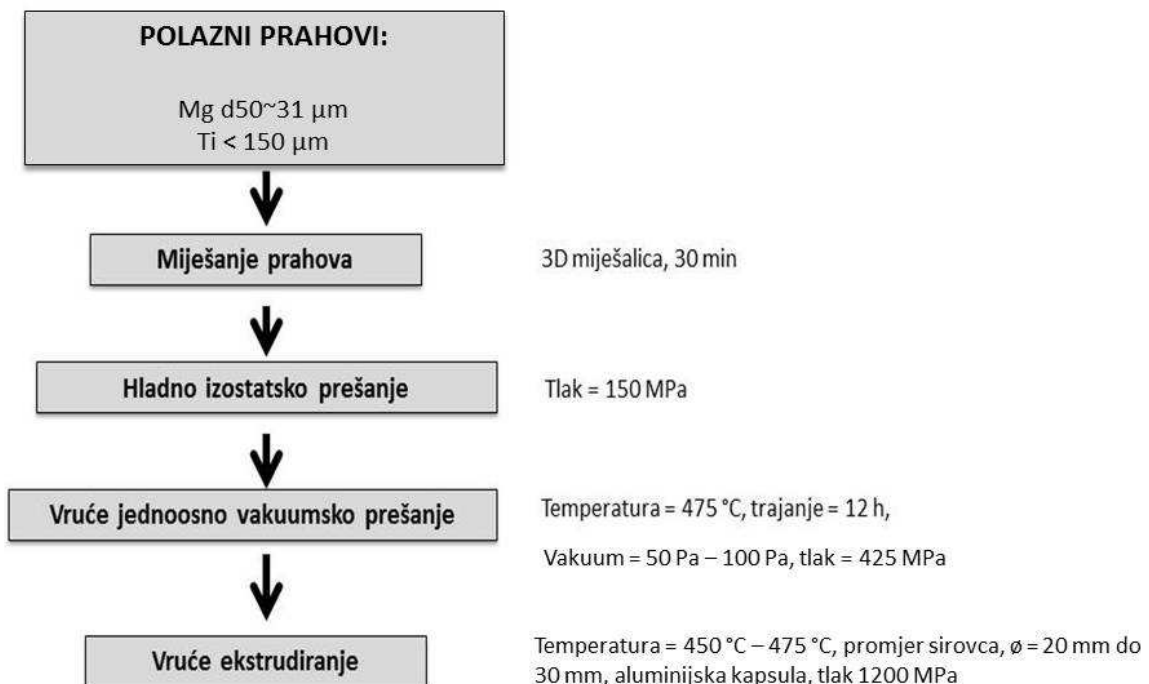 POLAZNI PRAHOVI:
Mg d50~31 μm
Ti < 150 μm
Miješanje prahova
3D miješalica, 30 min
Hladno izostatsko prešanje
Tlak = 150 MPa
Vruće jednoosno vakuumsko prešanje
Temperatura = 475 °C, trajanje = 12 h,
Vakuum = 50 Pa – 100 Pa, tlak = 425 MPa
Vruće ekstrudiranje
Temperatura = 450 °C – 475 °C, promjer sirovca, ø = 20 mm do
30 mm, aluminijska kapsula, tlak 1200 MPa